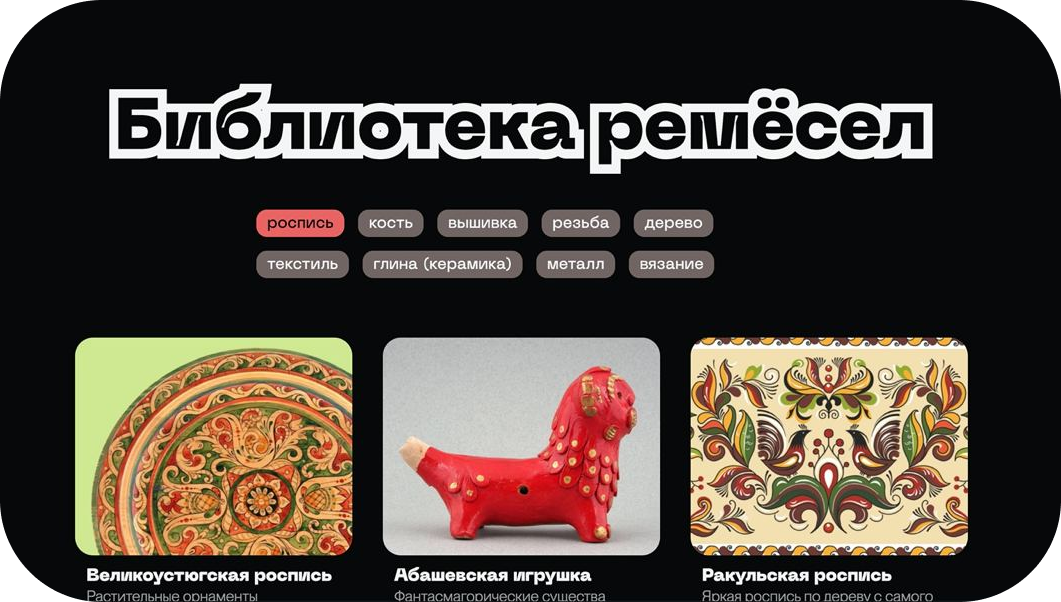 Библиотека ремёсел
роспись кость вышивка резьба дерево
текстиль глина (керамика) металл вязание
Великоустюгская роспись Абашевская игрушка Ракульская роспись
Растительные орнаменты Фантасмагорические существа Яркая роспись по дереву с самого